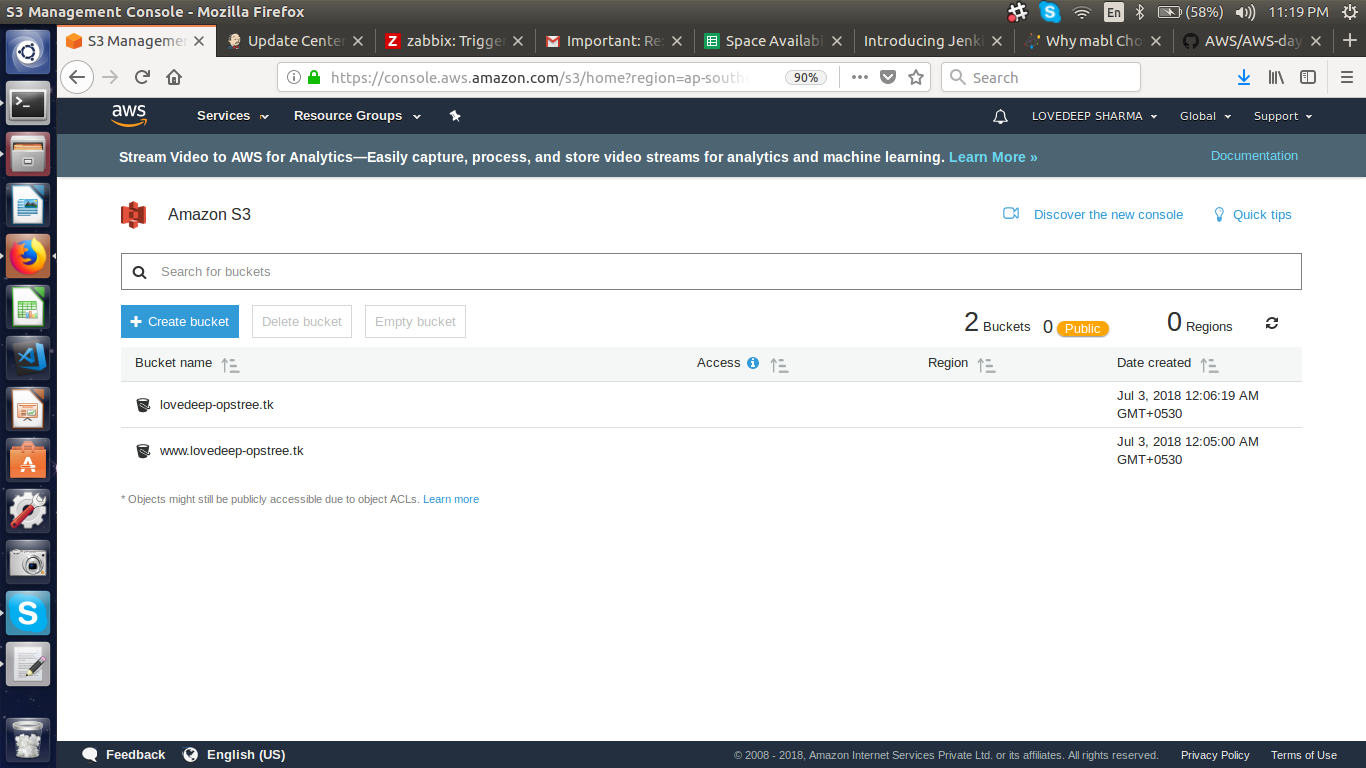 S3 Management Console - Mozilla Firefox
En
(58%)
11:19 PM
S3 Manageme
Update Center
zabbix: Trigge
Important: Re
Space Availabi
Introducing Jenki
Why mabl Cho
AWS/AWS-day
https://console.aws.amazon.com/s3/home?region=ap-south
90%
Search
aws
Services
Resource Groups
LOVEDEEP SHARMA
Global
Support
Stream Video to AWS for Analytics—Easily capture, process, and store video streams for analytics and machine learning. Learn More »
Documentation
Amazon S3
Discover the new console
Quick tips
Search for buckets
Create bucket
Delete bucket
Empty bucket
2 Buckets
0 Public
0 Regions
Bucket name
Access
Region
Date created
lovedeep-opstree.tk
Jul 3, 2018 12:06:19 AM
GMT+0530
www.lovedeep-opstree.tk
Jul 3, 2018 12:05:00 AM
GMT+0530
* Objects might still be publicly accessible due to object ACLs. Learn more
Feedback
English (US)
© 2008 - 2018, Amazon Internet Services Private Ltd. or its affiliates. All rights reserved.
Privacy Policy
Terms of Use